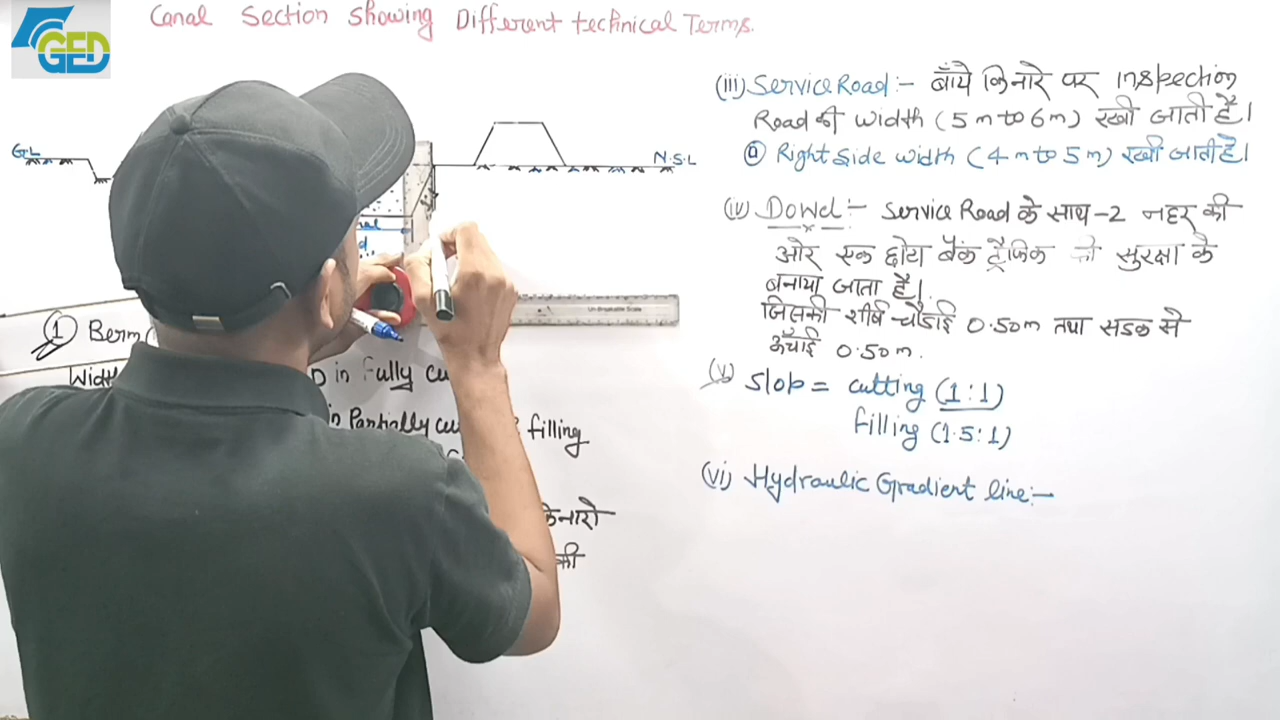 Canal Section showing Different technical Terms.
GED
G.L
N.S.L
Un-Breakable Scale
① Berm
Width
D in Fully cu
in Partially cu
filling
किनारो
की
(iii) Service Road :- बाँये किनारे पर Inspection
Road की width (5m to 6m) रखी जाती है।
ⓐ Right side width (4m to 5m) रखी जाती है।
(iv) Dowel :- Service Road के साथ-2 नहर की
ओर एक छोटा बैंक ट्रैफिक की सुरक्षा के
बनाया जाता है।
जिसकी शीर्ष चौडाई 0.50m तथा सडक से
ऊँचाई 0.50m.
(v) Slop = cutting (1:1)
filling (1.5:1)
(vi) Hydraulic Gradient line:-